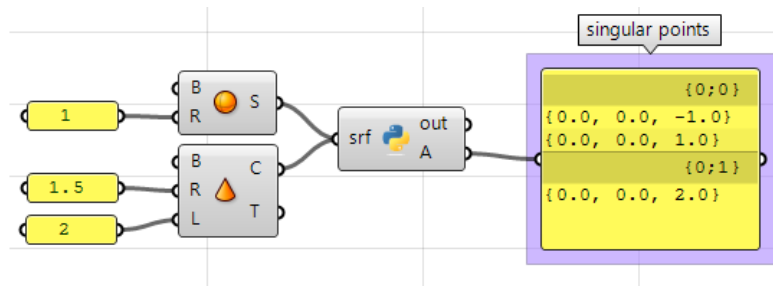 singular points
B
R
S
1
{0;0}
{0.0, 0.0, -1.0}
{0.0, 0.0, 1.0}
{0;1}
{0.0, 0.0, 2.0}
srf
out
A
B
R
L
C
T
1.5
2